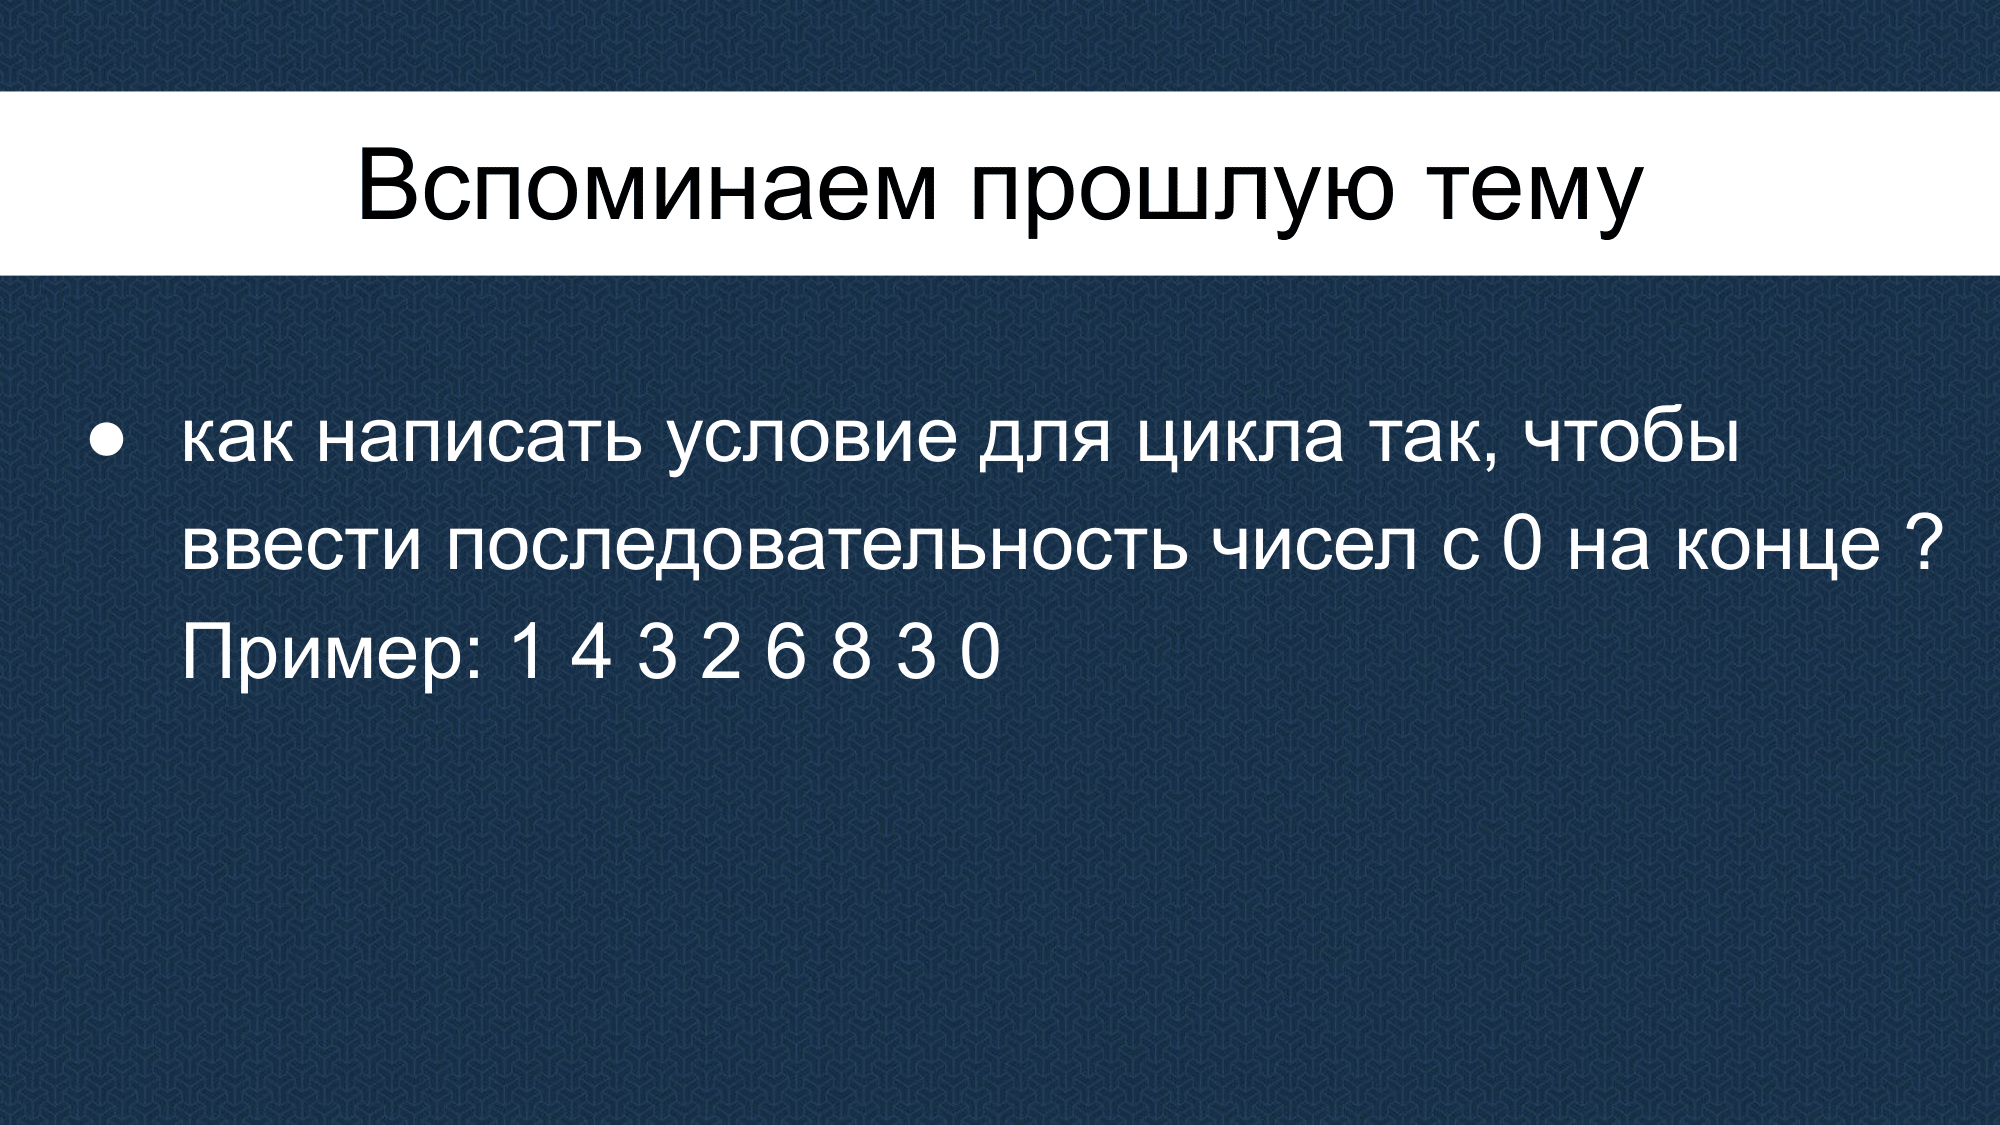 Вспоминаем прошлую тему
● как написать условие для цикла так, чтобы
ввести последовательность чисел с 0 на конце ?
Пример: 1 4 3 2 6 8 3 0